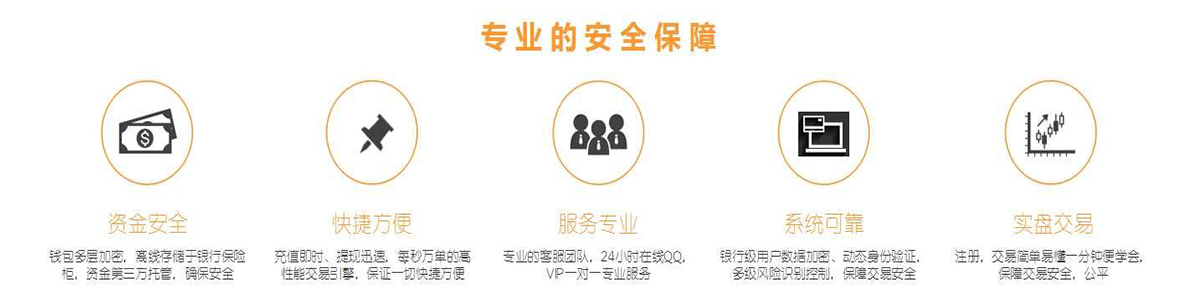 专业的安全保障
资金安全
钱包多层加密，离线存储于银行保险
柜，资金第三方托管，确保安全
快捷方便
充值即时、提现迅速，每秒万单的高
性能交易引擎，保证一切快捷方便
服务专业
专业的客服团队，24小时在线QQ，
VIP一对一专业服务
系统可靠
银行级用户数据加密、动态身份验证，
多级风险识别控制，保障交易安全
实盘交易
注册，交易简单易懂一分钟便学会，
保障交易安全，公平